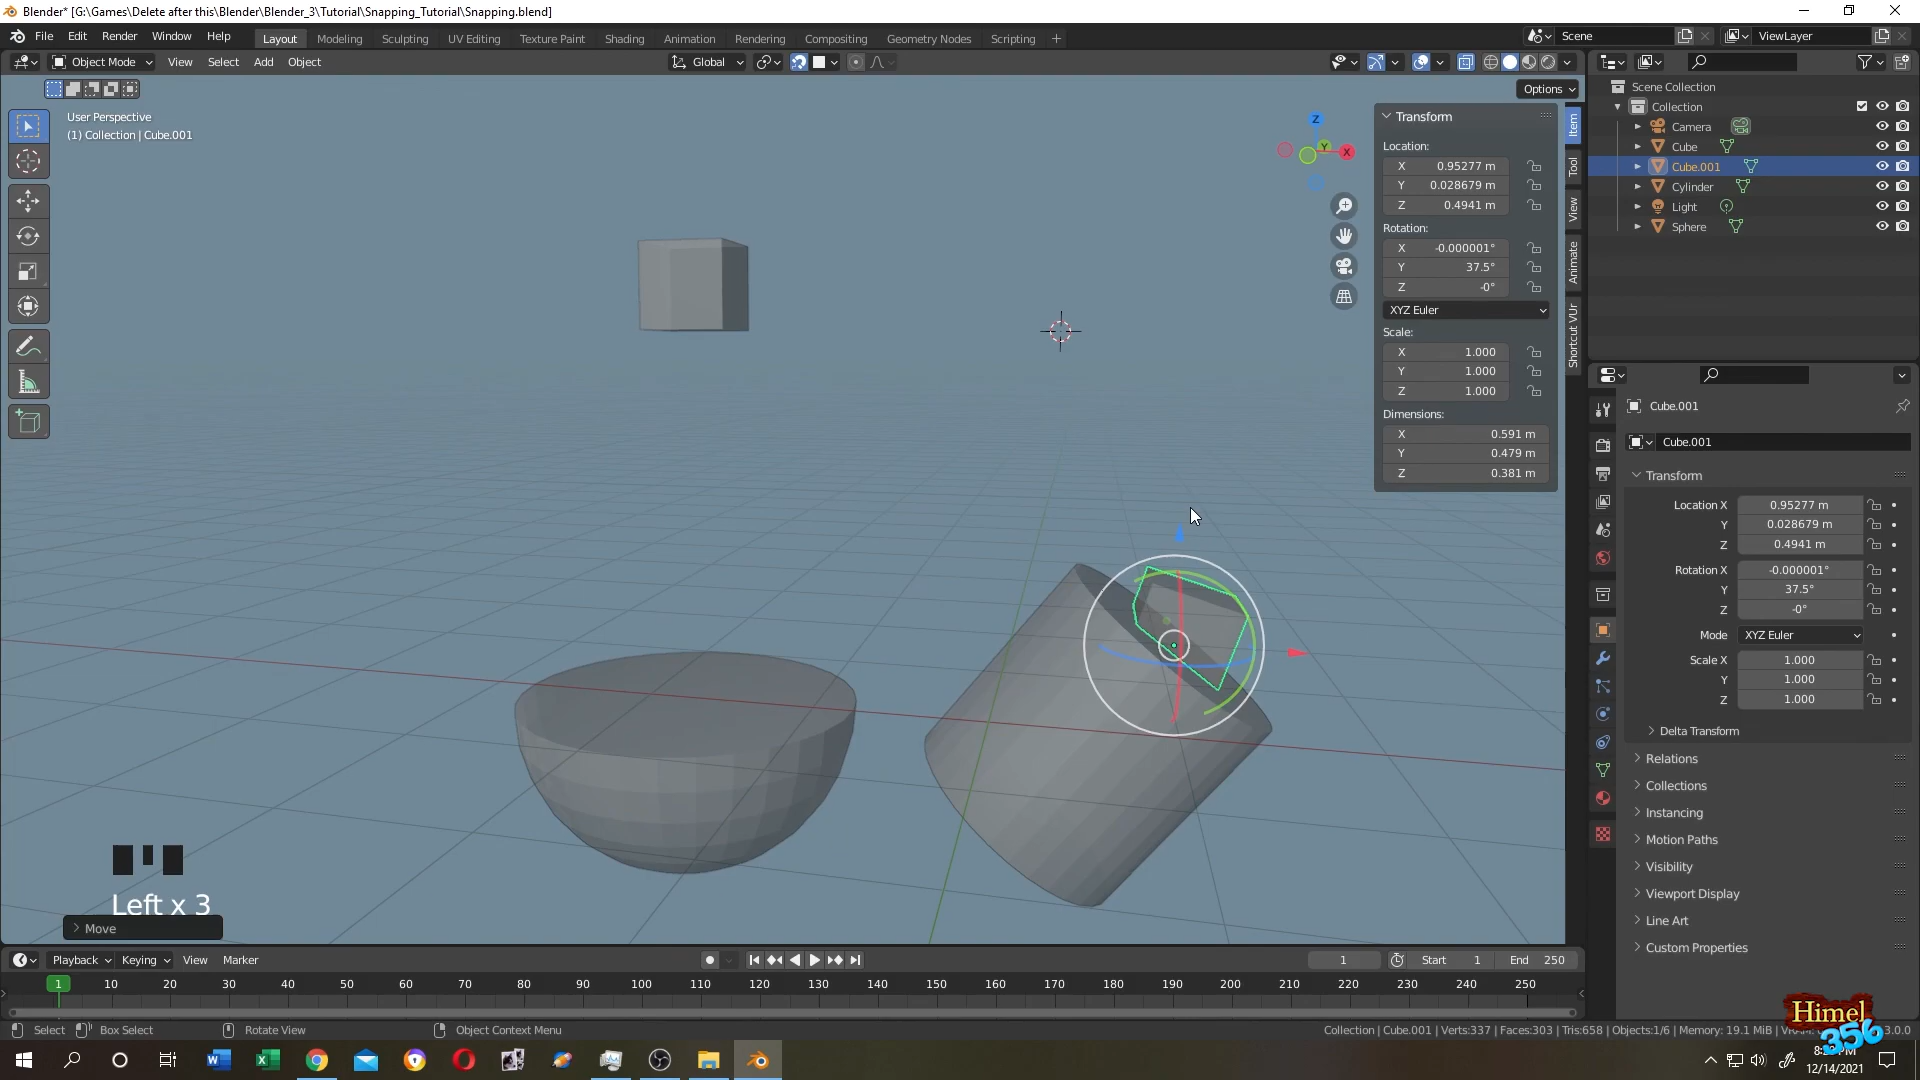 Blender* [G:\Games\Delete after this\Blender\Blender_3\Tutorial\Snapping_Tutorial\Snapping.blend]
File Edit Render Window Help Layout Modeling Sculpting UV Editing Texture Paint Shading Animation Rendering Compositing Geometry Nodes Scripting + Scene ViewLayer
Object Mode View Select Add Object Global
Options
User Perspective
(1) Collection | Cube.001
Z
Y
X
Transform
Location:
X 0.95277 m
Y 0.028679 m
Z 0.4941 m
Rotation:
X -0.000001°
Y 37.5°
Z -0°
XYZ Euler
Scale:
X 1.000
Y 1.000
Z 1.000
Dimensions:
X 0.591 m
Y 0.479 m
Z 0.381 m
Item
Tool
View
Animate
Shortcut VUr
Scene Collection
Collection
Camera
Cube
Cube.001
Cylinder
Light
Sphere
Cube.001
Cube.001
Transform
Location X 0.95277 m
Y 0.028679 m
Z 0.4941 m
Rotation X -0.000001°
Y 37.5°
Z -0°
Mode XYZ Euler
Scale X 1.000
Y 1.000
Z 1.000
Delta Transform
Relations
Collections
Instancing
Motion Paths
Visibility
Viewport Display
Line Art
Custom Properties
Left x 3
Move
Playback Keying View Marker 1 Start 1 End 250
1 10 20 30 40 50 60 70 80 90 100 110 120 130 140 150 160 170 180 190 200 210 220 230 240 250
Select Box Select Rotate View Object Context Menu Collection | Cube.001 | Verts:337 | Faces:303 | Tris:658 | Objects:1/6 | Memory: 19.1 MiB 3.0.0
Himel
356
12/14/2021